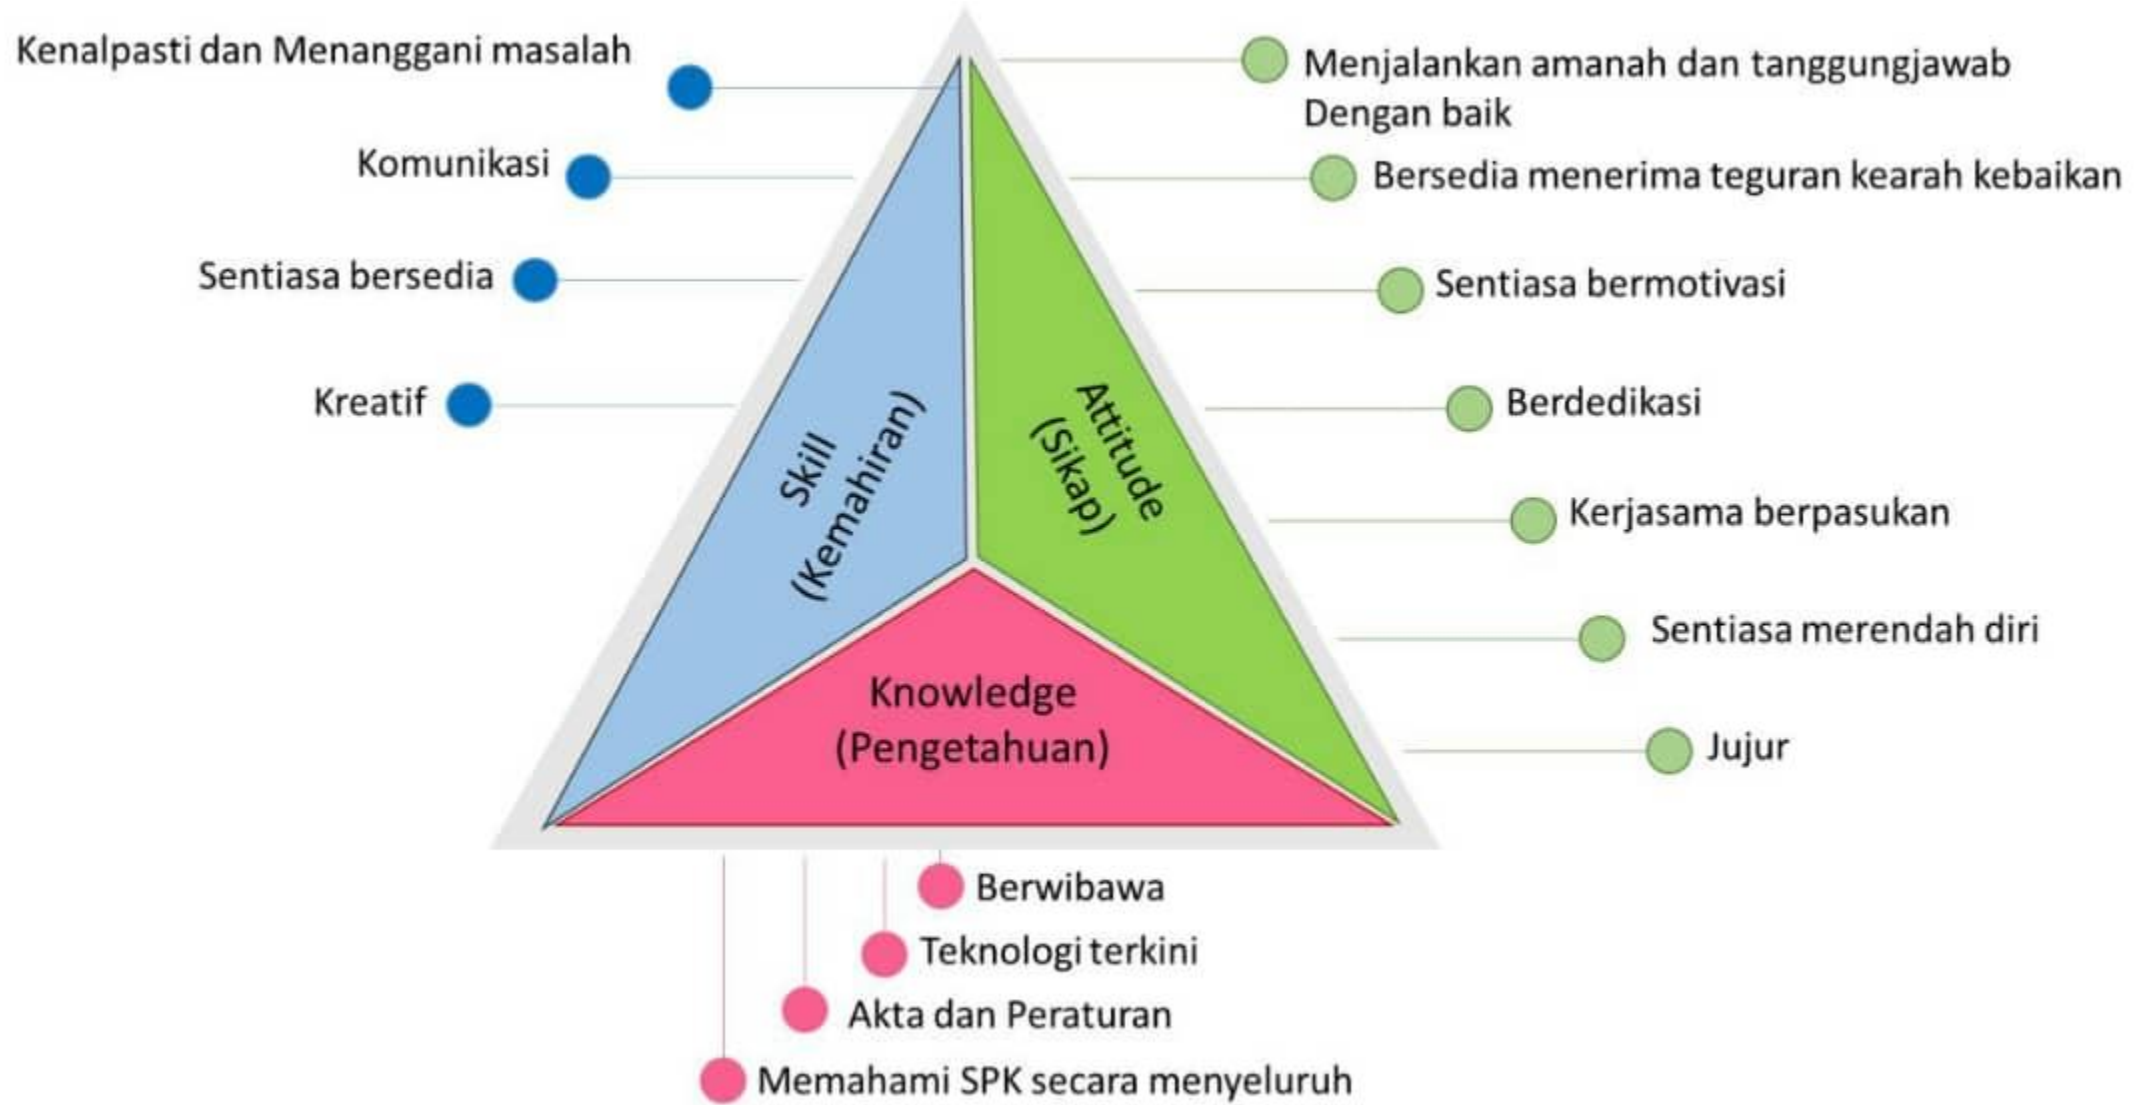 Kenalpasti dan Menanggani masalah
Komunikasi
Sentiasa bersedia
Kreatif
Skill
(Kemahiran)
Attitude
(Sikap)
Knowledge
(Pengetahuan)
Menjalankan amanah dan tanggungjawab
Dengan baik
Bersedia menerima teguran kearah kebaikan
Sentiasa bermotivasi
Berdedikasi
Kerjasama berpasukan
Sentiasa merendah diri
Jujur
Berwibawa
Teknologi terkini
Akta dan Peraturan
Memahami SPK secara menyeluruh